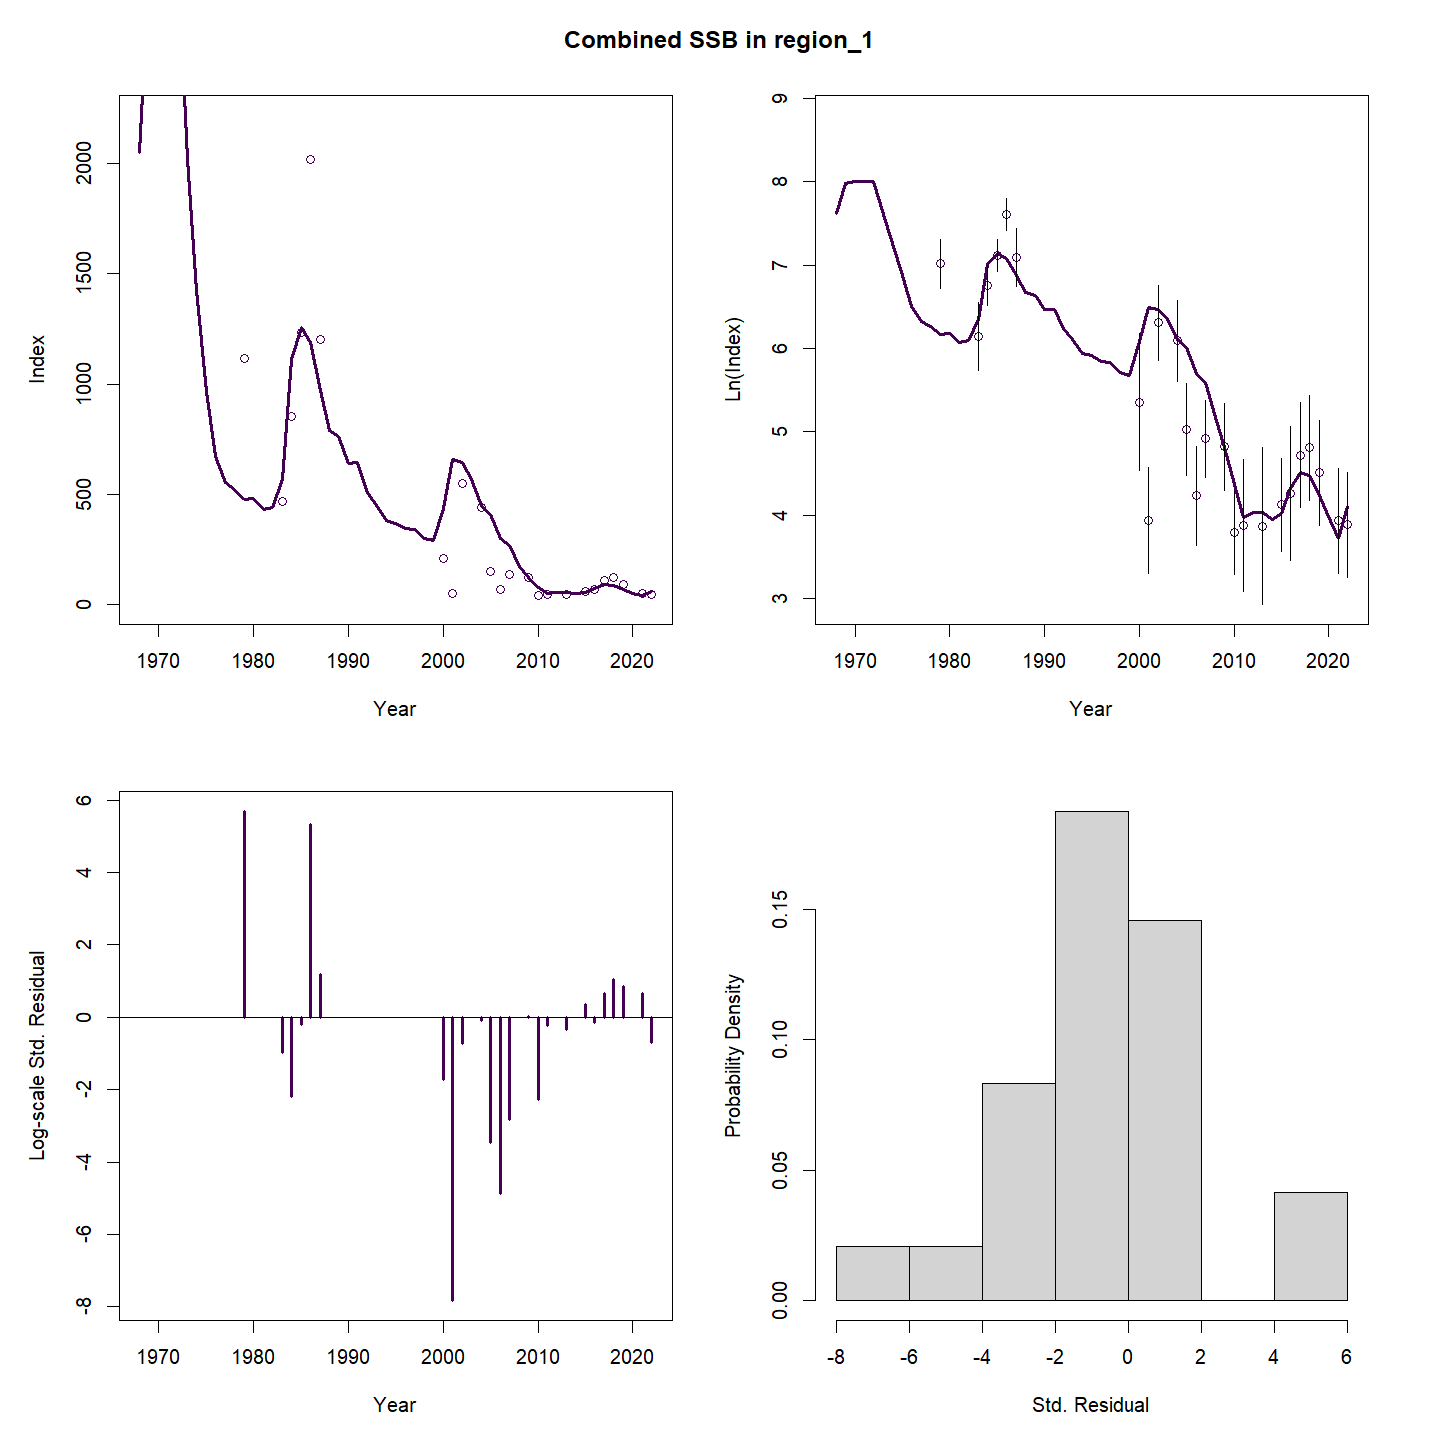 Combined SSB in region_1
Index
0
500
1000
1500
2000
1970 1980 1990 2000 2010 2020
Year
Ln(Index)
3
4
5
6
7
8
9
1970 1980 1990 2000 2010 2020
Year
Log-scale Std. Residual
-8
-6
-4
-2
0
2
4
6
1970 1980 1990 2000 2010 2020
Year
Probability Density
0.00
0.05
0.10
0.15
-8 -6 -4 -2 0 2 4 6
Std. Residual